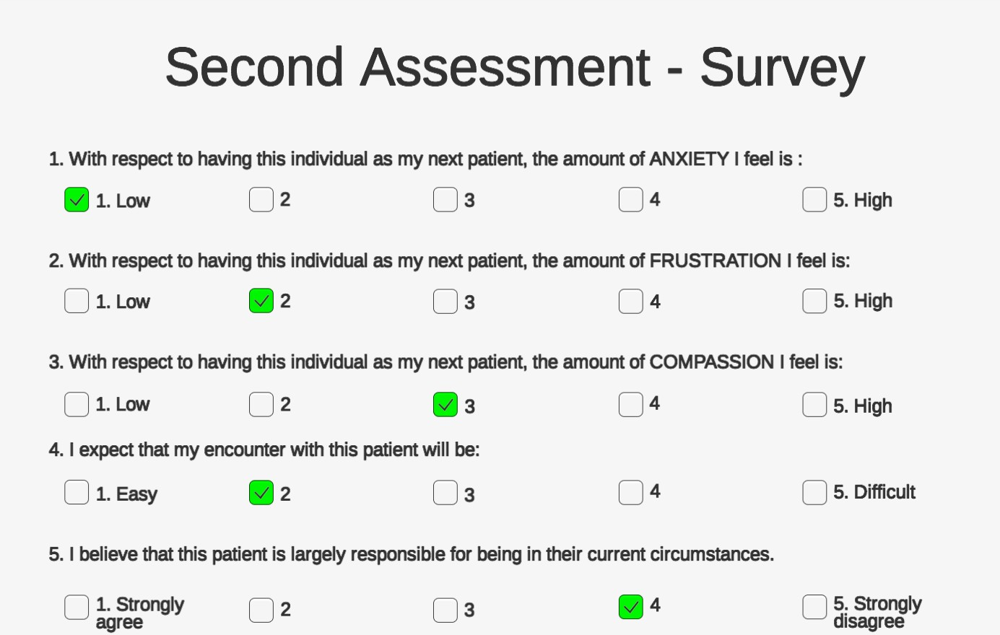 Second Assessment - Survey
1. With respect to having this individual as my next patient, the amount of ANXIETY I feel is :
1. Low 2 3 4 5. High
2. With respect to having this individual as my next patient, the amount of FRUSTRATION I feel is:
1. Low 2 3 4 5. High
3. With respect to having this individual as my next patient, the amount of COMPASSION I feel is:
1. Low 2 3 4 5. High
4. I expect that my encounter with this patient will be:
1. Easy 2 3 4 5. Difficult
5. I believe that this patient is largely responsible for being in their current circumstances.
1. Strongly agree 2 3 4 5. Strongly disagree